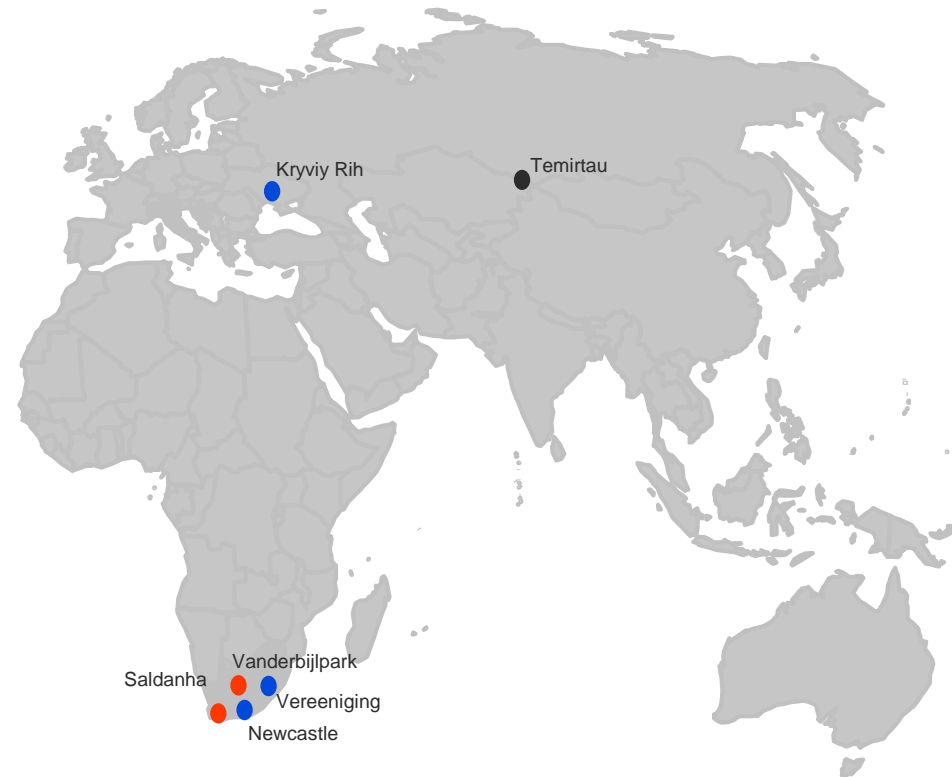 Kryviy Rih
Temirtau
Vanderbijlpark
Saldanha
Vereeniging
Newcastle